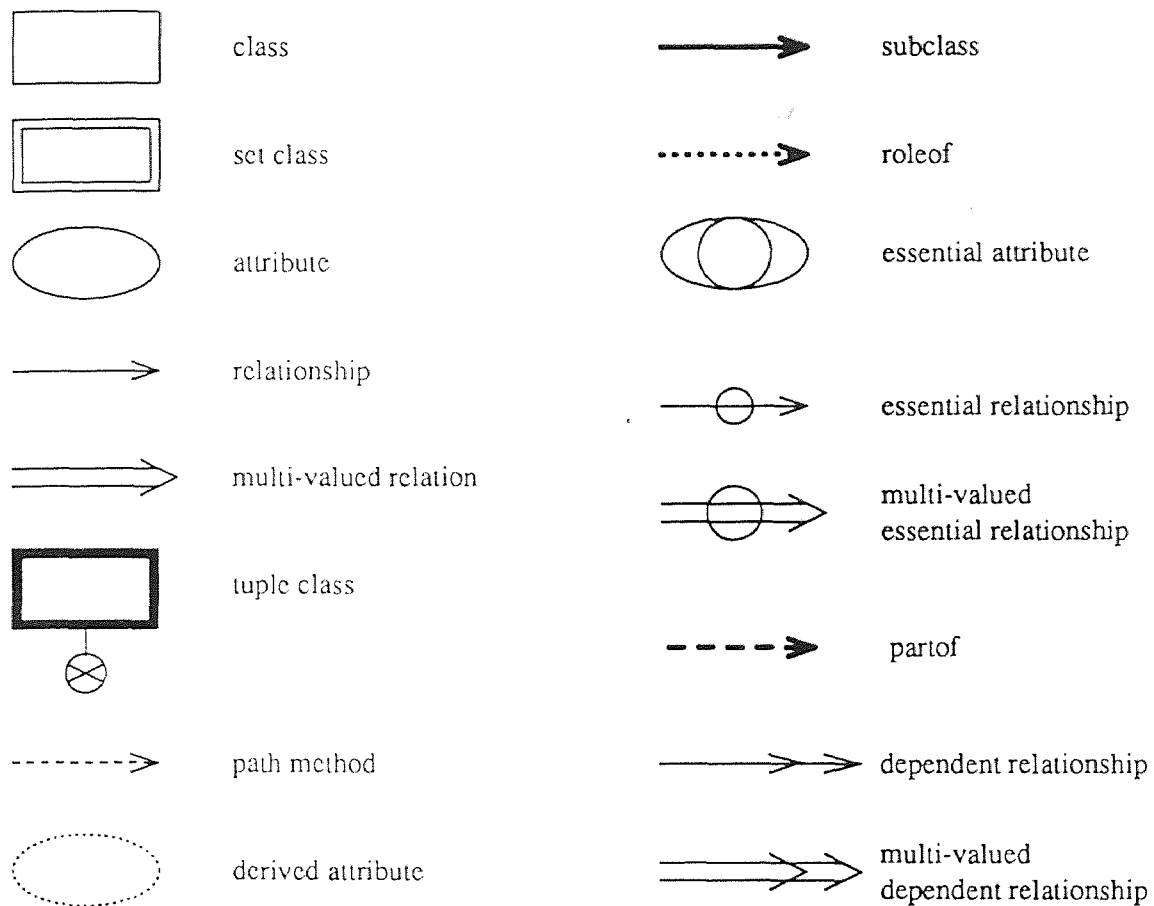 class
set class
attribute
relationship
multi-valued relation
tuple class
path method
derived attribute
subclass
roleof
essential attribute
essential relationship
multi-valued
essential relationship
partof
dependent relationship
multi-valued
dependent relationship